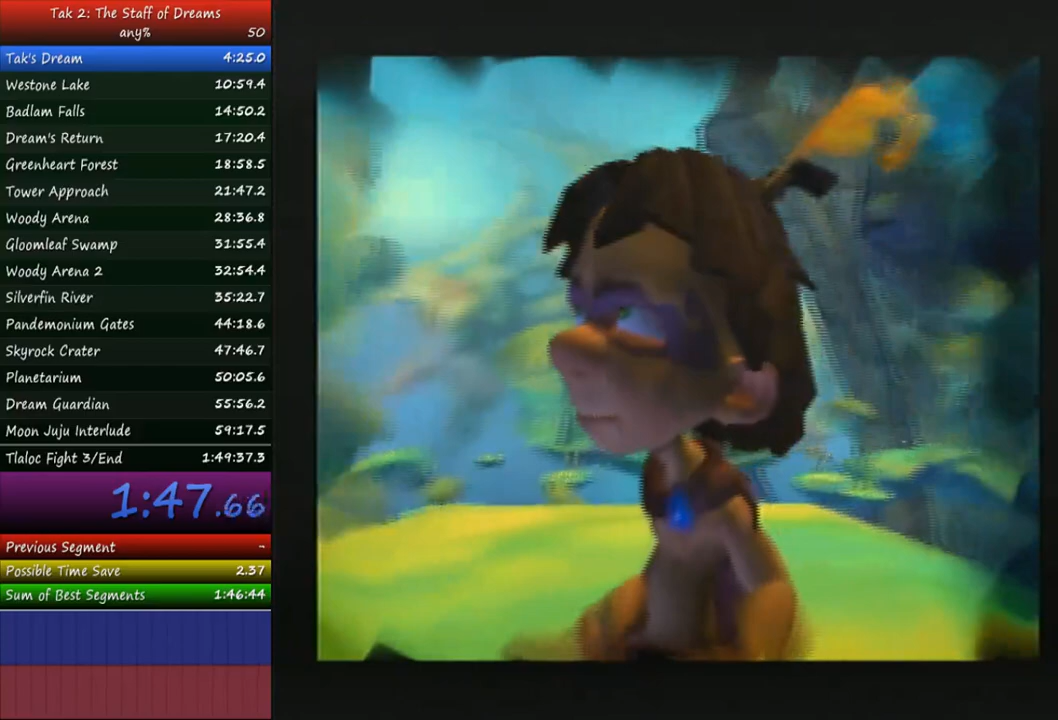 Tak 2: The Staff of Dreams
any% 50
Tak's Dream 4:25.0
Westone Lake 10:59.4
Badlam Falls 14:50.2
Dream's Return 17:20.4
Greenheart Forest 18:58.5
Tower Approach 21:47.2
Woody Arena 28:36.8
Gloomleaf Swamp 31:55.4
Woody Arena 2 32:54.4
Silverfin River 35:22.7
Pandemonium Gates 44:18.6
Skyrock Crater 47:46.7
Planetarium 50:05.6
Dream Guardian 55:56.2
Moon Juju Interlude 59:17.5
Tlaloc Fight 3/End 1:49:37.3
1:47.66
Previous Segment -
Possible Time Save 2.37
Sum of Best Segments 1:46:44